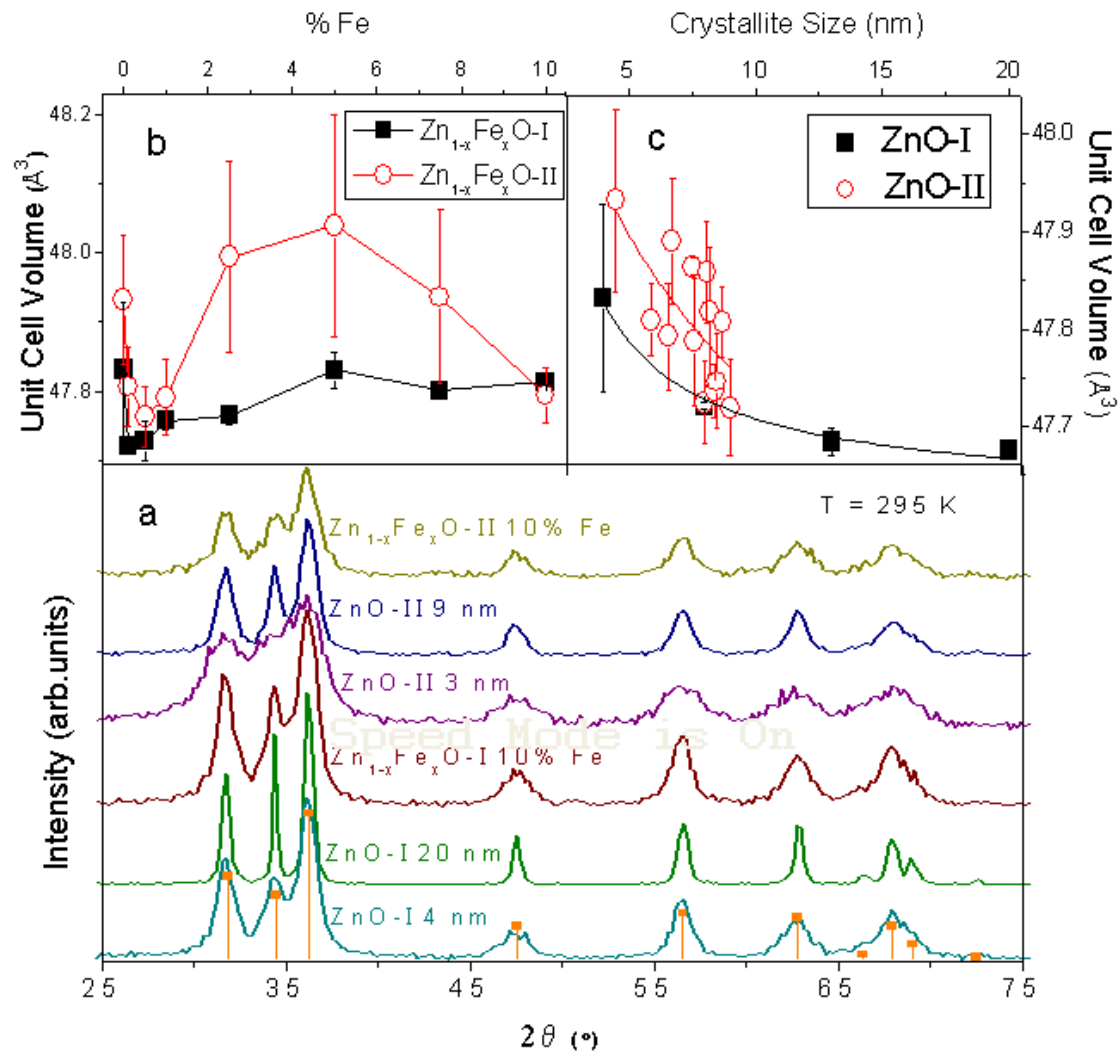 % Fe
Crystallite Size (nm)
0 2 4 6 8 10
5 10 15 20
48.2
48.0
47.8
Unit Cell Volume (Å³)
b
Zn₁₋ₓFeₓO-I
Zn₁₋ₓFeₓO-II
c
ZnO-I
ZnO-II
48.0
47.9
47.8
47.7
Unit Cell Volume (Å³)
a
T = 295 K
Zn₁₋ₓFeₓO-II 10% Fe
ZnO-II 9 nm
ZnO-II 3 nm
Speed Mode is On
Zn₁₋ₓFeₓO-I 10% Fe
ZnO-I 20 nm
ZnO-I 4 nm
Intensity (arb.units)
25 35 45 55 65 75
2θ (°)